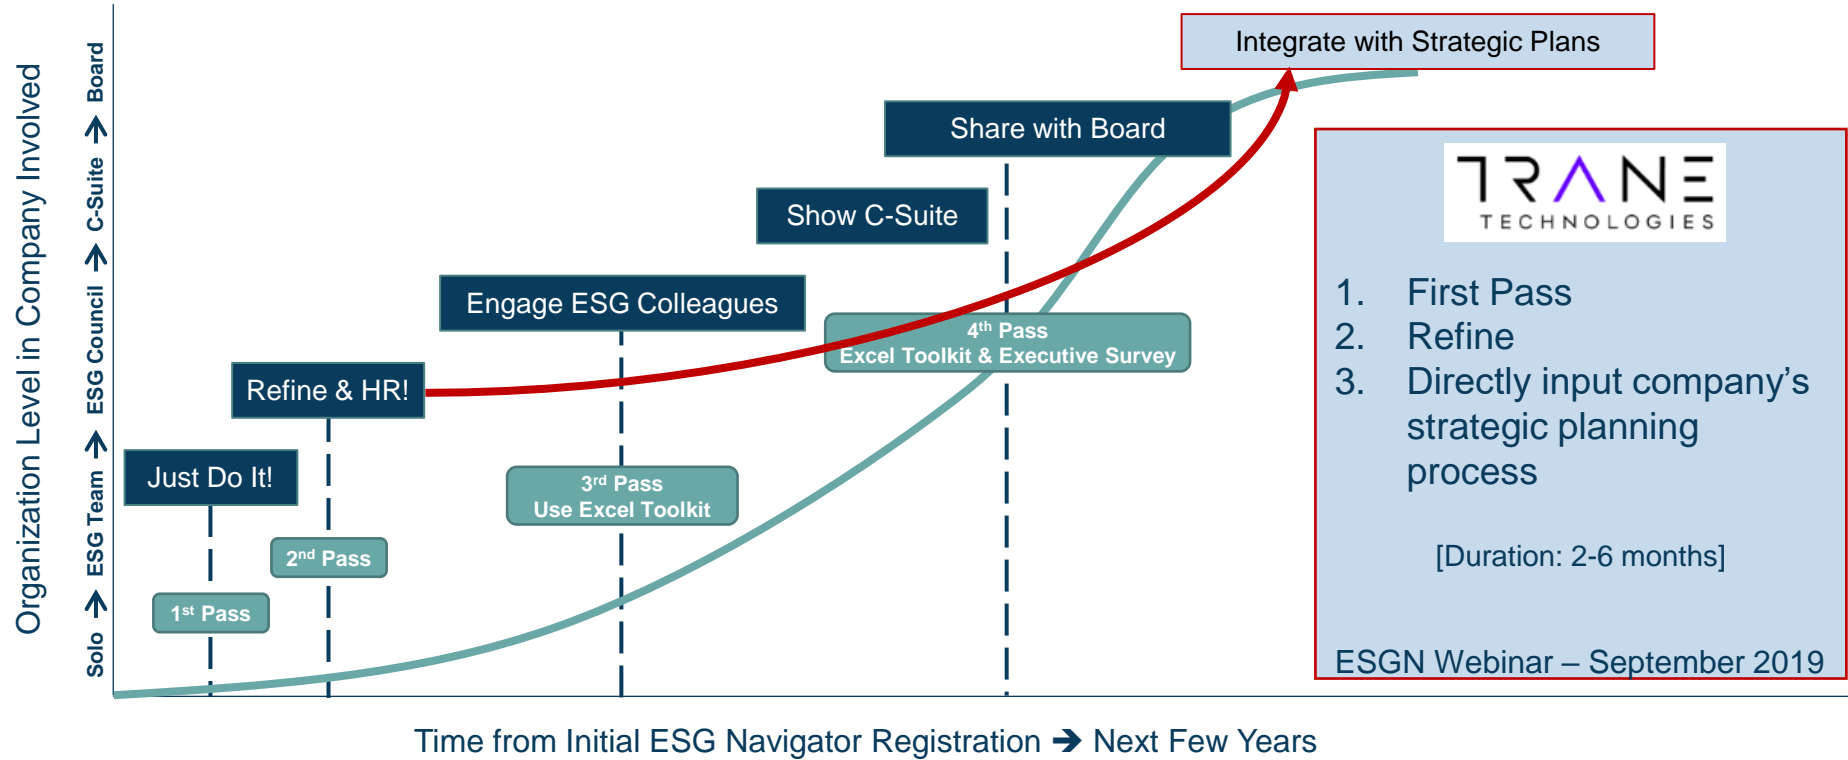 Organization Level in Company Involved
Solo → ESG Team → ESG Council → C-Suite → Board
Integrate with Strategic Plans
Share with Board
Show C-Suite
Engage ESG Colleagues
Refine & HR!
Just Do It!
4th Pass
Excel Toolkit & Executive Survey
3rd Pass
Use Excel Toolkit
2nd Pass
1st Pass
TRANE
TECHNOLOGIES
1. First Pass
2. Refine
3. Directly input company’s
strategic planning
process
[Duration: 2-6 months]
ESGN Webinar – September 2019
Time from Initial ESG Navigator Registration → Next Few Years